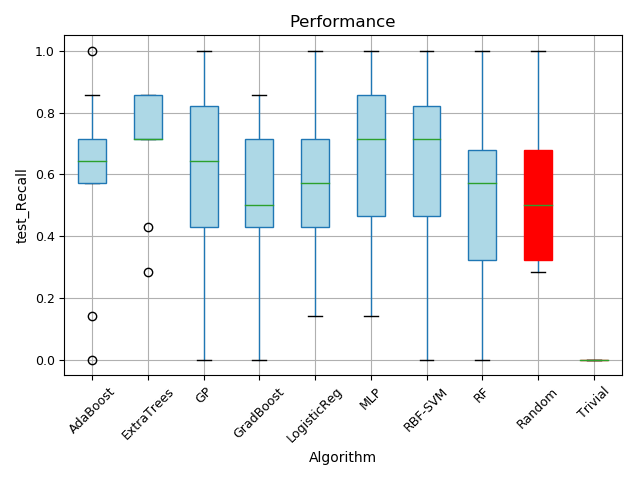 Performance
test_Recall
1.0
0.8
0.6
0.4
0.2
0.0
AdaBoost
ExtraTrees
GP
GradBoost
LogisticReg
MLP
RBF-SVM
RF
Random
Trivial
Algorithm